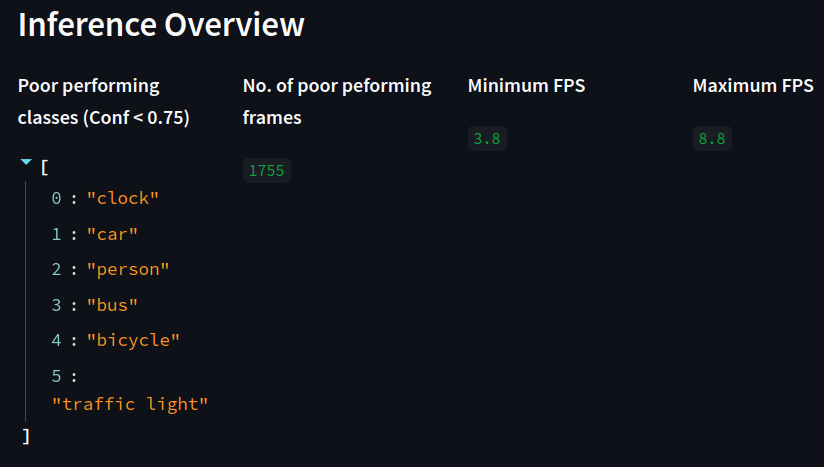 Inference Overview
Poor performing
classes (Conf < 0.75)
[
0 : "clock"
1 : "car"
2 : "person"
3 : "bus"
4 : "bicycle"
5 :
"traffic light"
]
No. of poor peforming
frames
1755
Minimum FPS
3.8
Maximum FPS
8.8